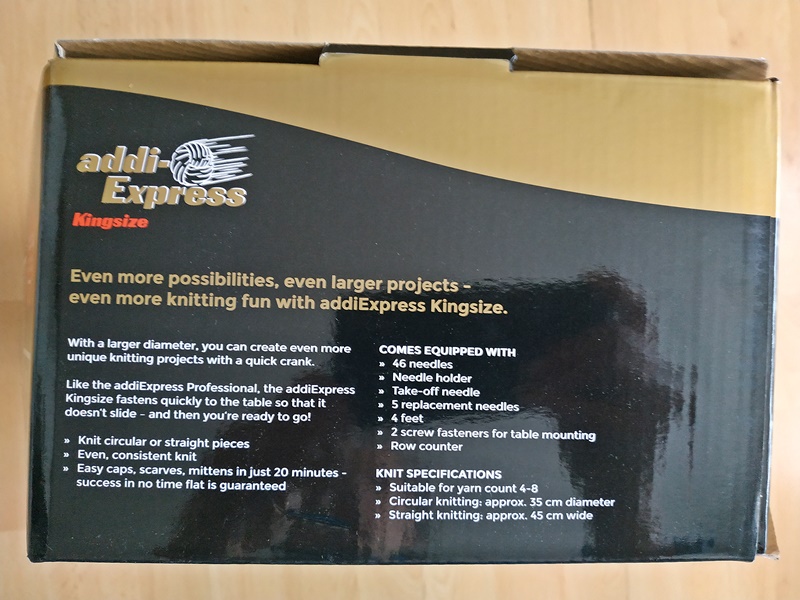 addi-
Express
Kingsize
Even more possibilities, even larger projects –
even more knitting fun with addiExpress Kingsize.
With a larger diameter, you can create even more
unique knitting projects with a quick crank.
Like the addiExpress Professional, the addiExpress
Kingsize fastens quickly to the table so that it
doesn't slide – and then you're ready to go!
» Knit circular or straight pieces
» Even, consistent knit
» Easy caps, scarves, mittens in just 20 minutes –
success in no time flat is guaranteed
COMES EQUIPPED WITH
» 46 needles
» Needle holder
» Take-off needle
» 5 replacement needles
» 4 feet
» 2 screw fasteners for table mounting
» Row counter
KNIT SPECIFICATIONS
» Suitable for yarn count 4-8
» Circular knitting: approx. 35 cm diameter
» Straight knitting: approx. 45 cm wide